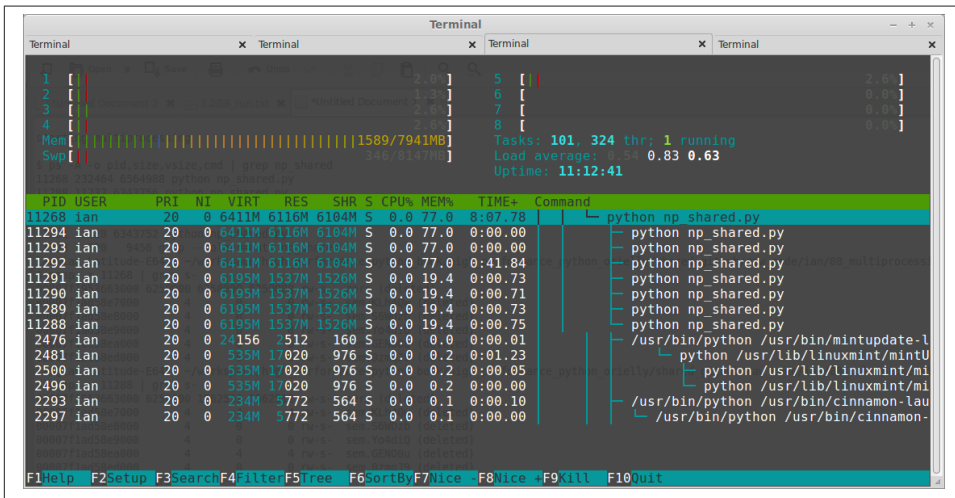 Terminal
Terminal × Terminal × Terminal × Terminal ×
1 [|| 2.0%] 5 [|| 2.6%]
2 [|| 1.3%] 6 [ 0.0%]
3 [|| 2.6%] 7 [ 0.0%]
4 [|| 2.6%] 8 [ 0.0%]
Mem[||||||||||||||||||||||||||||||||||1589/7941MB] Tasks: 101, 324 thr; 1 running
Swp[|| 346/8147MB] Load average: 0.54 0.83 0.63
Uptime: 11:12:41
PID USER PRI NI VIRT RES SHR S CPU% MEM% TIME+ Command
11268 ian 20 0 6411M 6116M 6104M S 0.0 77.0 8:07.78 python np_shared.py
11294 ian 20 0 6411M 6116M 6104M S 0.0 77.0 0:00.00 python np_shared.py
11293 ian 20 0 6411M 6116M 6104M S 0.0 77.0 0:00.00 python np_shared.py
11292 ian 20 0 6411M 6116M 6104M S 0.0 77.0 0:41.84 python np_shared.py
11291 ian 20 0 6195M 1537M 1526M S 0.0 19.4 0:00.73 python np_shared.py
11290 ian 20 0 6195M 1537M 1526M S 0.0 19.4 0:00.71 python np_shared.py
11289 ian 20 0 6195M 1537M 1526M S 0.0 19.4 0:00.73 python np_shared.py
11288 ian 20 0 6195M 1537M 1526M S 0.0 19.4 0:00.75 python np_shared.py
2476 ian 20 0 24156 2512 160 S 0.0 0.0 0:00.01 /usr/bin/python /usr/bin/mintupdate-l
2481 ian 20 0 535M 17020 976 S 0.0 0.2 0:01.23 python /usr/lib/linuxmint/mintU
2500 ian 20 0 535M 17020 976 S 0.0 0.2 0:00.05 python /usr/lib/linuxmint/mi
2496 ian 20 0 535M 17020 976 S 0.0 0.2 0:00.00 python /usr/lib/linuxmint/mi
2293 ian 20 0 234M 5772 564 S 0.0 0.1 0:00.10 /usr/bin/python /usr/bin/cinnamon-lau
2297 ian 20 0 234M 5772 564 S 0.0 0.1 0:00.00 /usr/bin/python /usr/bin/cinnamon-
F1Help F2Setup F3SearchF4FilterF5Tree F6SortByF7Nice -F8Nice +F9Kill F10Quit